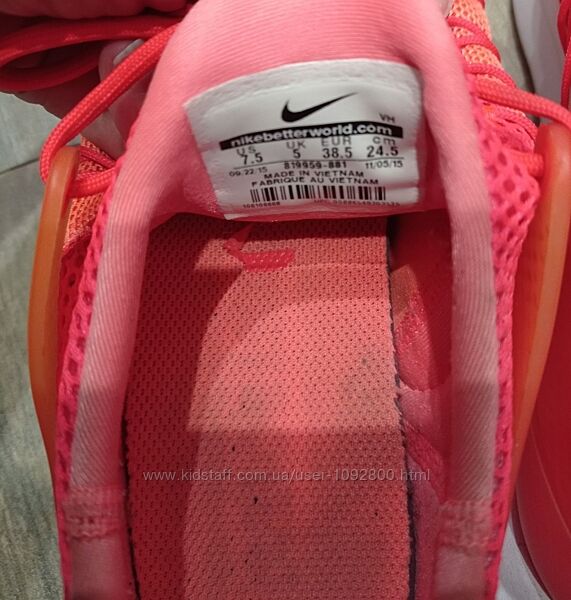 VM
nikebetterworld.com
US UK EUR cm
7.5 5 38.5 24.5
09.22.15 819959-881 11/05/15
MADE IN VIETNAM
FABRIQUE AU VIETNAM
www.kidstaff.com.ua/user-1092800.html